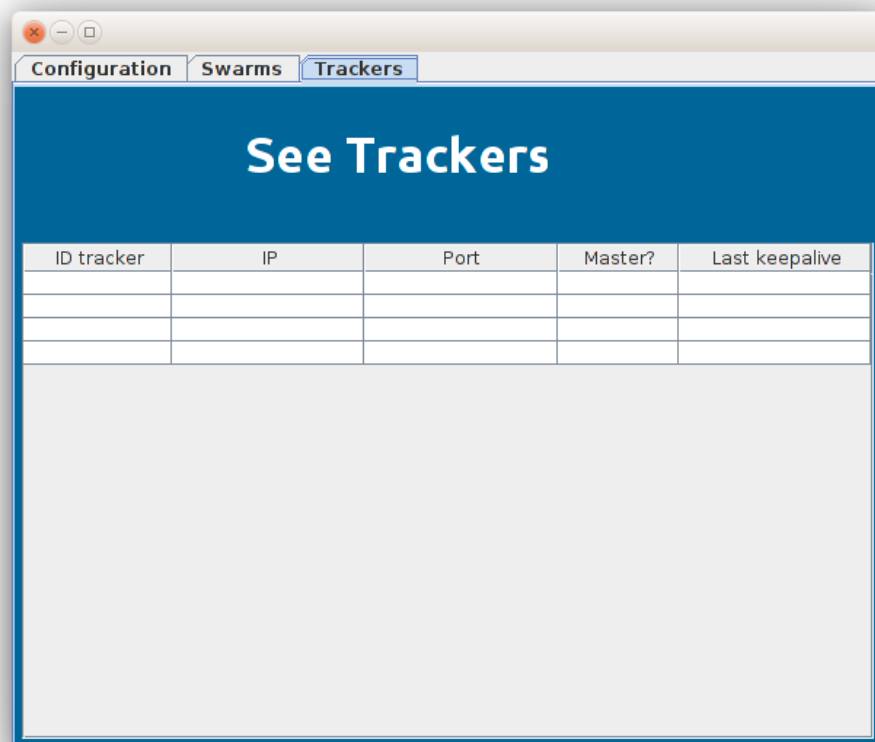 Configuration Swarms Trackers
See Trackers
ID tracker IP Port Master? Last keepalive